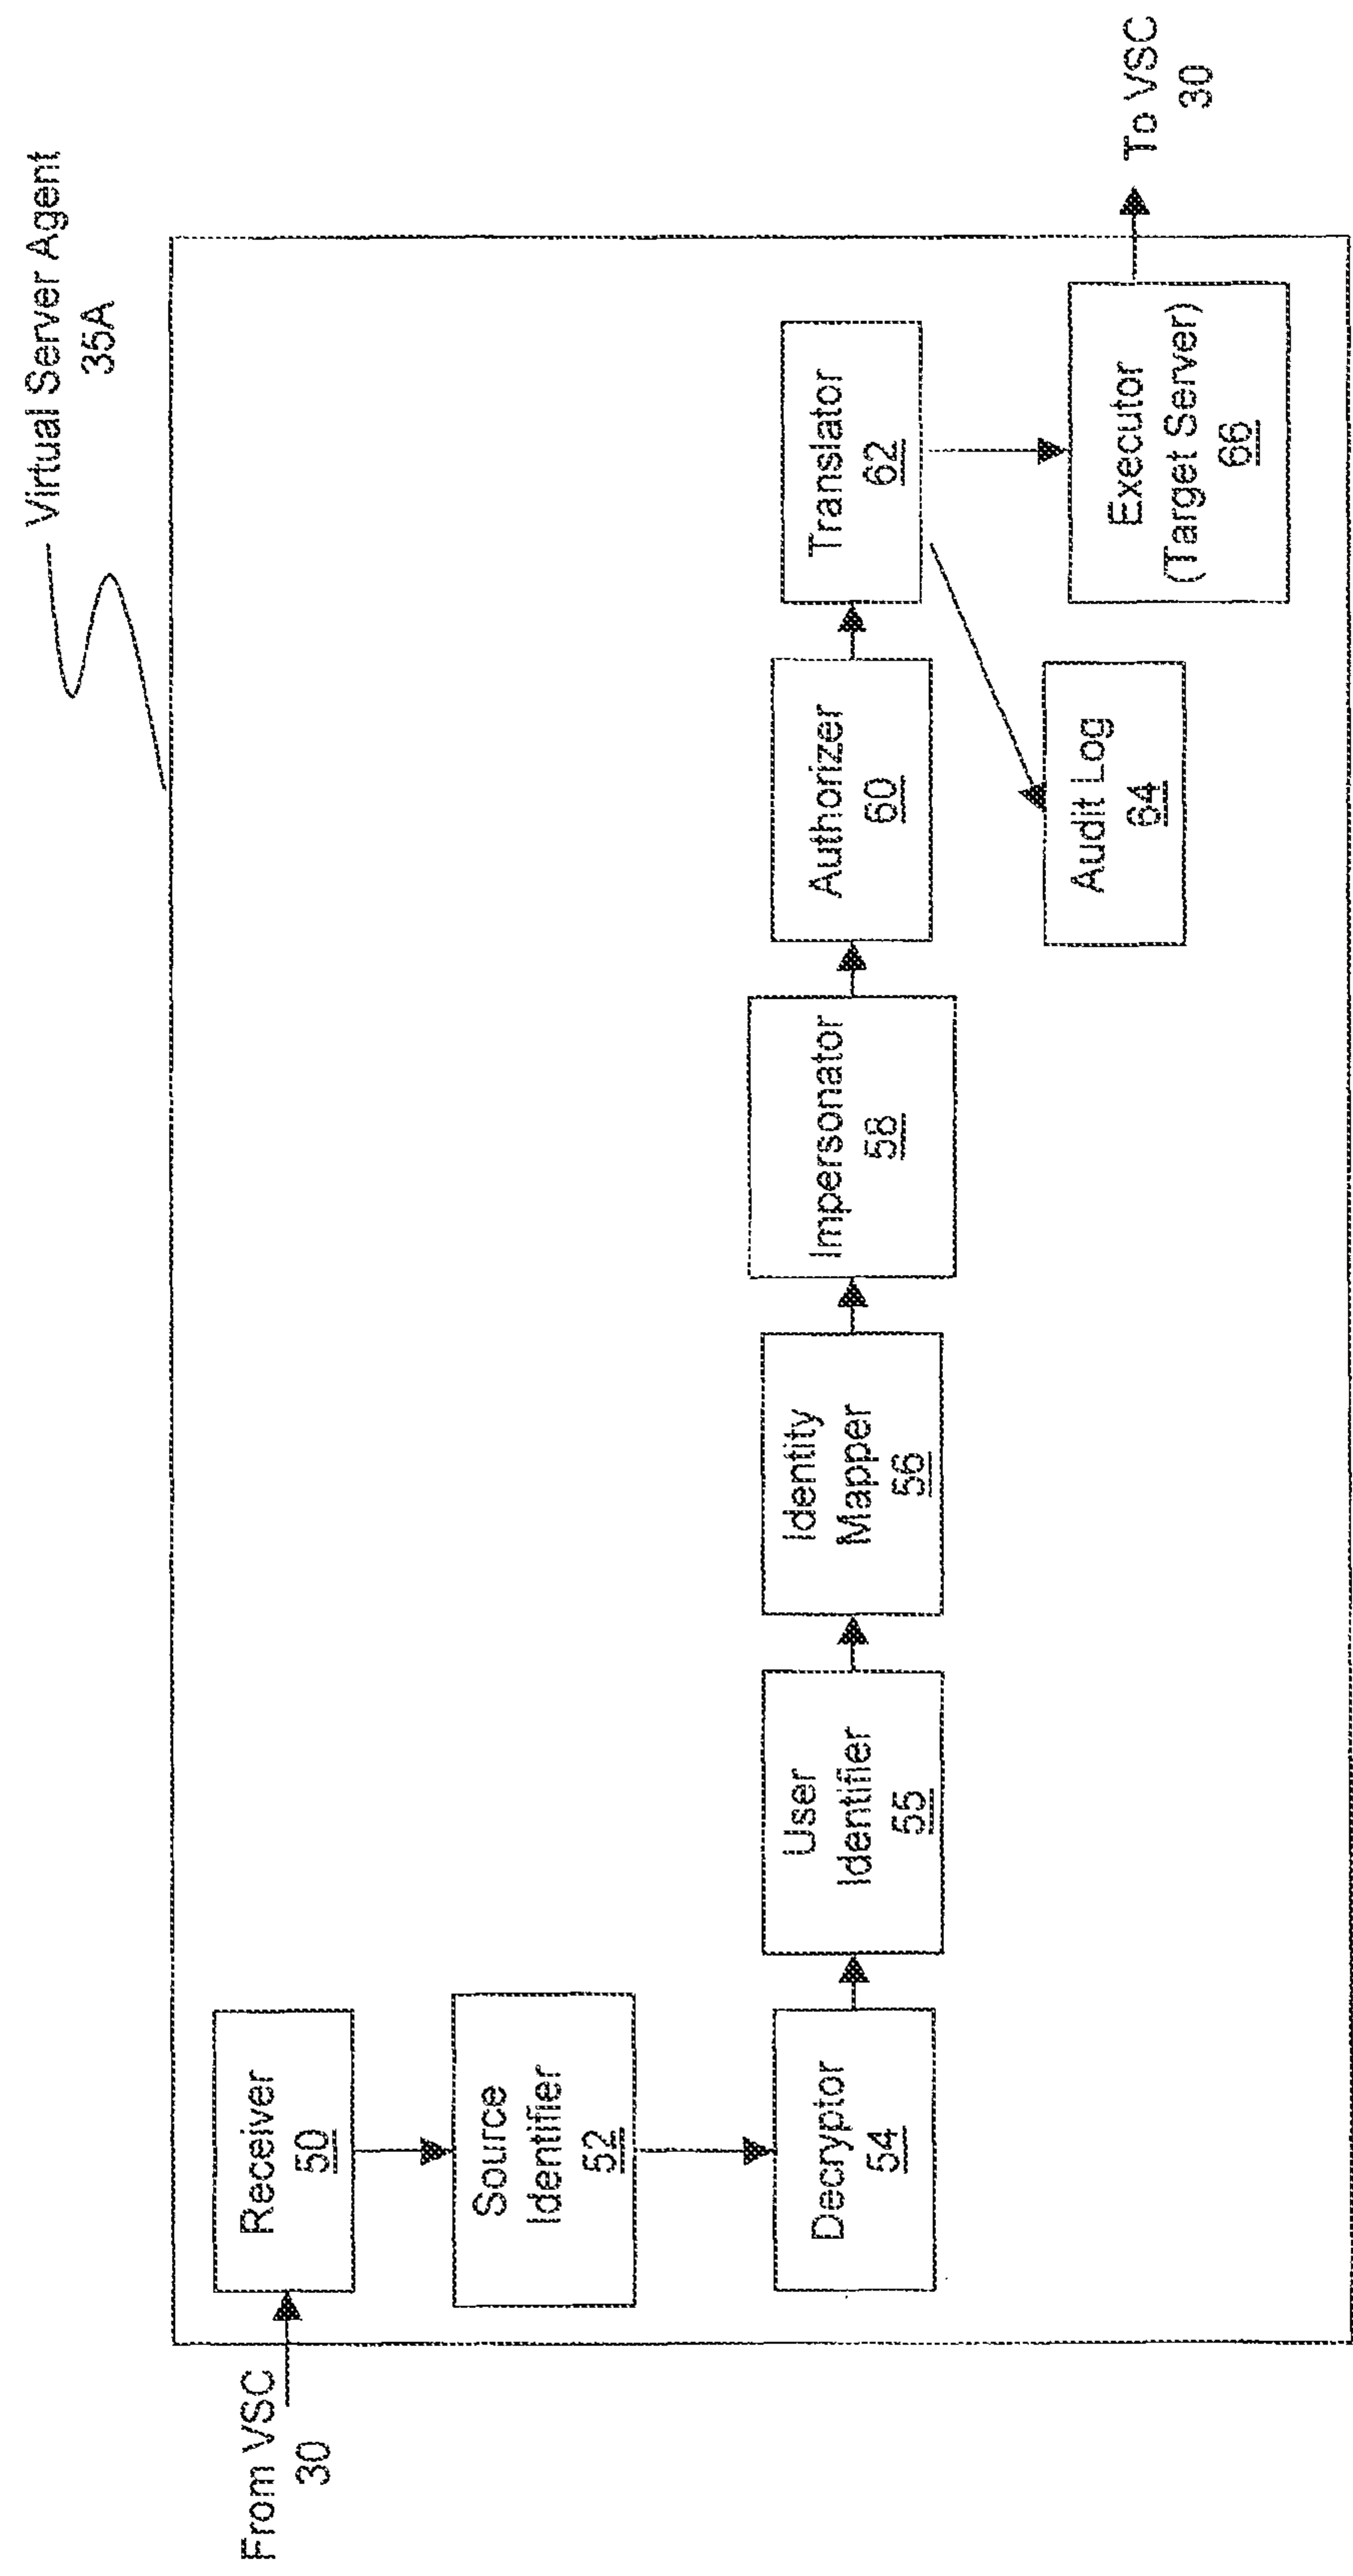 Virtual Server Agent
35A
From VSC
30
Receiver
50
Source
Identifier
52
Decryptor
54
User
Identifier
55
Identity
Mapper
56
Impersonator
58
Authorizer
60
Translator
62
Audit Log
64
Executor
(Target Server)
66
To VSC
30